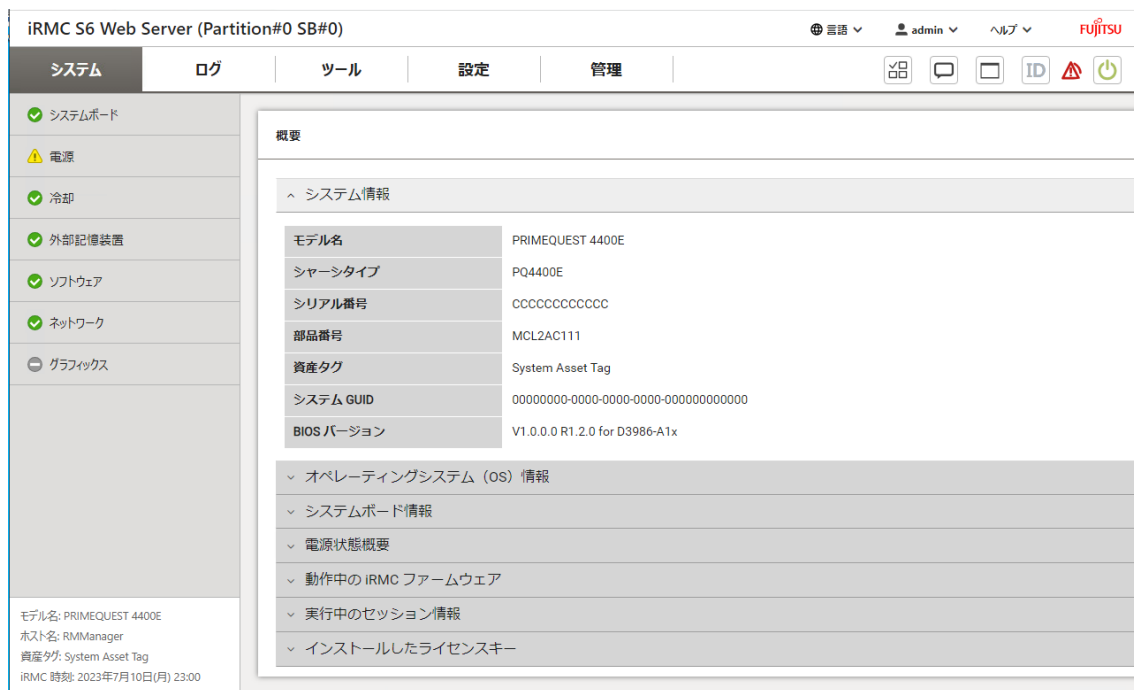 iRMC S6 Web Server (Partition#0 SB#0)
言語
admin
ヘルプ
FUJITSU
システム
ログ
ツール
設定
管理
ID
システムボード
電源
冷却
外部記憶装置
ソフトウェア
ネットワーク
グラフィックス
概要
システム情報
モデル名 PRIMEQUEST 4400E
シャーシタイプ PQ4400E
シリアル番号 CCCCCCCCCCCC
部品番号 MCL2AC111
資産タグ System Asset Tag
システム GUID 00000000-0000-0000-0000-000000000000
BIOS バージョン V1.0.0.0 R1.2.0 for D3986-A1x
オペレーティングシステム（OS）情報
システムボード情報
電源状態概要
動作中の iRMC ファームウェア
実行中のセッション情報
インストールしたライセンスキー
モデル名: PRIMEQUEST 4400E
ホスト名: RMManager
資産タグ: System Asset Tag
iRMC 時刻: 2023年7月10日(月) 23:00